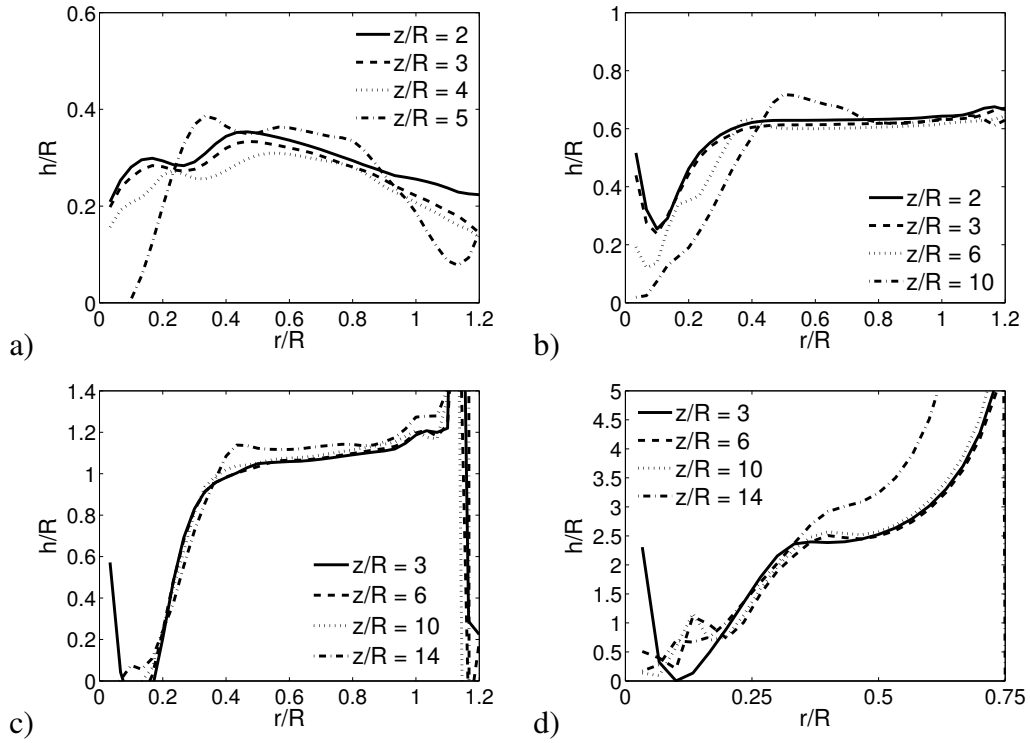 0.6
0.4
0.2
0
h/R
0 0.2 0.4 0.6 0.8 1 1.2
r/R
z/R = 2
z/R = 3
z/R = 4
z/R = 5
a)
1
0.8
0.6
0.4
0.2
0
h/R
0 0.2 0.4 0.6 0.8 1 1.2
r/R
z/R = 2
z/R = 3
z/R = 6
z/R = 10
b)
1.4
1.2
1
0.8
0.6
0.4
0.2
0
h/R
0 0.2 0.4 0.6 0.8 1 1.2
r/R
z/R = 3
z/R = 6
z/R = 10
z/R = 14
c)
5
4.5
4
3.5
3
2.5
2
1.5
1
0.5
0
h/R
0 0.25 0.5 0.75
r/R
z/R = 3
z/R = 6
z/R = 10
z/R = 14
d)